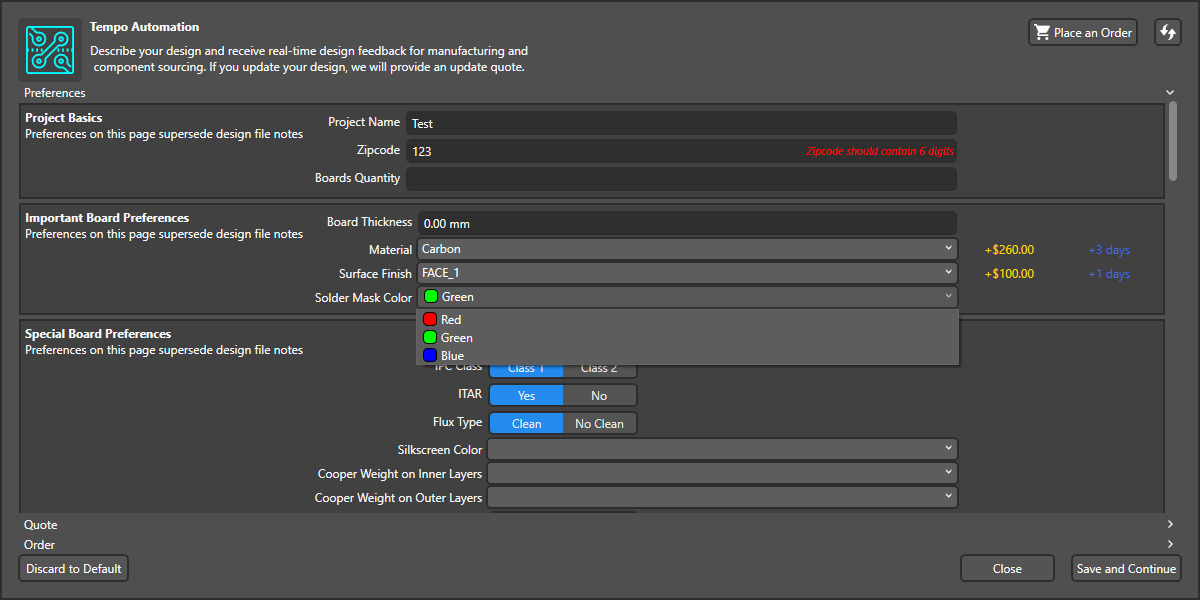 Tempo Automation
Describe your design and receive real-time design feedback for manufacturing and
component sourcing. If you update your design, we will provide an update quote.
Place an Order
Preferences
Project Basics
Preferences on this page supersede design file notes
Project Name Test
Zipcode 123 Zipcode should contain 6 digits
Boards Quantity
Important Board Preferences
Preferences on this page supersede design file notes
Board Thickness 0.00 mm
Material Carbon +$260.00 +3 days
Surface Finish FACE_1 +$100.00 +1 days
Solder Mask Color Green
Red
Green
Blue
Special Board Preferences
Preferences on this page supersede design file notes
IPC Class Class 1 Class 2
ITAR Yes No
Flux Type Clean No Clean
Silkscreen Color
Cooper Weight on Inner Layers
Cooper Weight on Outer Layers
Quote
Order
Discard to Default Close Save and Continue